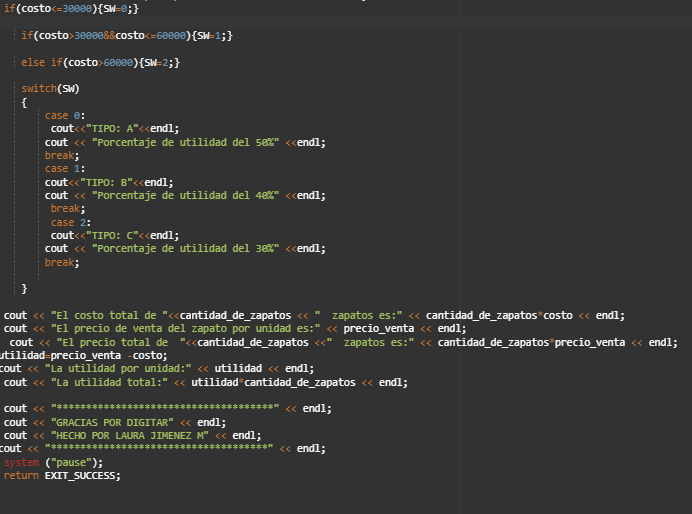 if(costo<=30000){SW=0;}
if(costo>30000&&costo<=60000){SW=1;}
else if(costo>60000){SW=2;}
switch(SW)
{
case 0:
cout<<"TIPO: A"<<endl;
cout << "Porcentaje de utilidad del 50%" <<endl;
break;
case 1:
cout<<"TIPO: B"<<endl;
cout << "Porcentaje de utilidad del 40%" <<endl;
break;
case 2:
cout<<"TIPO: C"<<endl;
cout << "Porcentaje de utilidad del 30%" <<endl;
break;
}
cout << "El costo total de "<<cantidad_de_zapatos << "  zapatos es:" << cantidad_de_zapatos*costo << endl;
cout << "El precio de venta del zapato por unidad es:" << precio_venta << endl;
cout << "El precio total de  "<<cantidad_de_zapatos <<"  zapatos es:" << cantidad_de_zapatos*precio_venta << endl;
utilidad=precio_venta -costo;
cout << "La utilidad por unidad:" << utilidad << endl;
cout << "La utilidad total:" << utilidad*cantidad_de_zapatos << endl;
cout << "*************************************" << endl;
cout << "GRACIAS POR DIGITAR" << endl;
cout << "HECHO POR LAURA JIMENEZ M" << endl;
cout << "*************************************" << endl;
system ("pause");
return EXIT_SUCCESS;